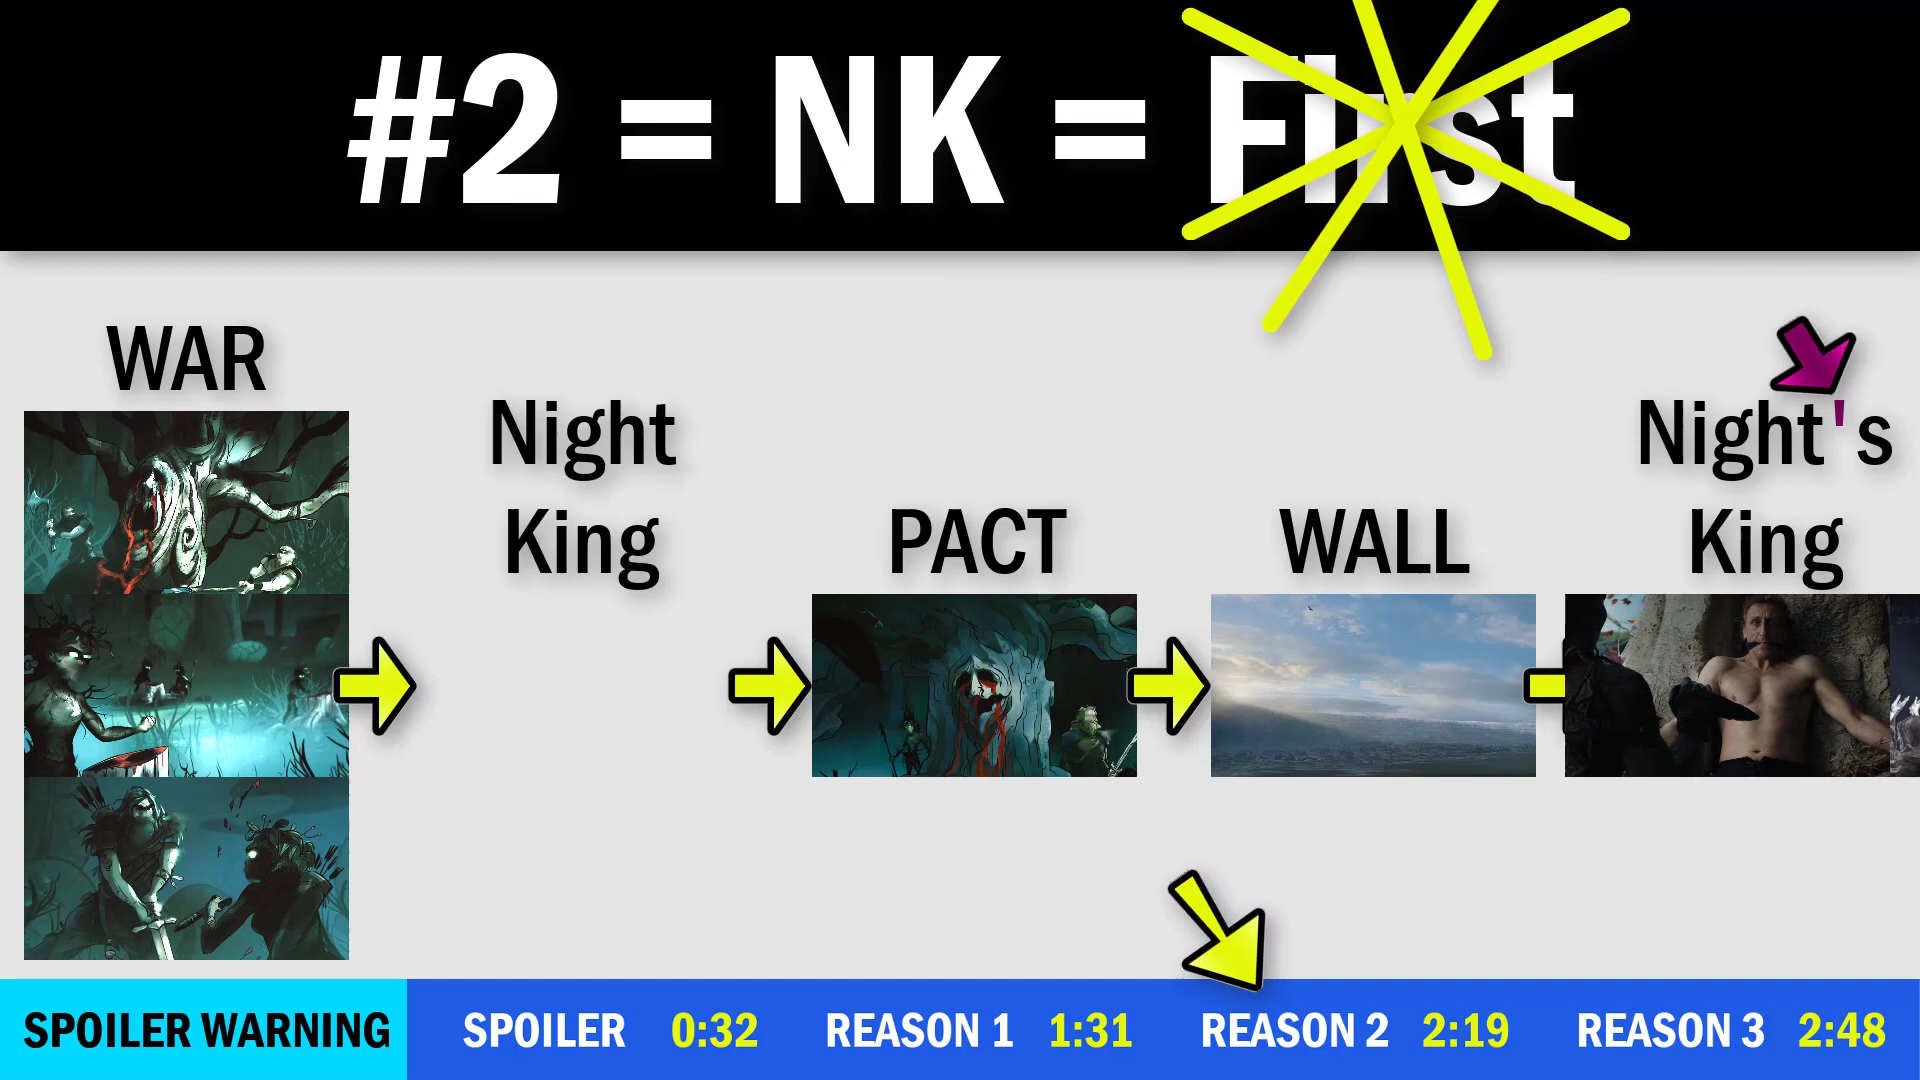 #2 = NK = First
WAR
Night
King
PACT
WALL
Night's
King
SPOILER WARNING
SPOILER 0:32 REASON 1 1:31 REASON 2 2:19 REASON 3 2:48